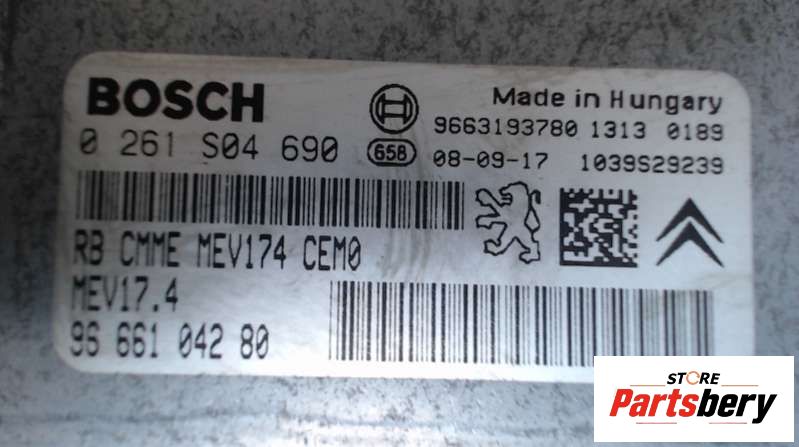 BOSCH
Made in Hungary
9663193780 1313 0189
0 261 S04 690
658 08-09-17 1039S29239
RB CMME MEV174 CEM0
MEV17.4
96 661 042 80
STORE
Partsbery